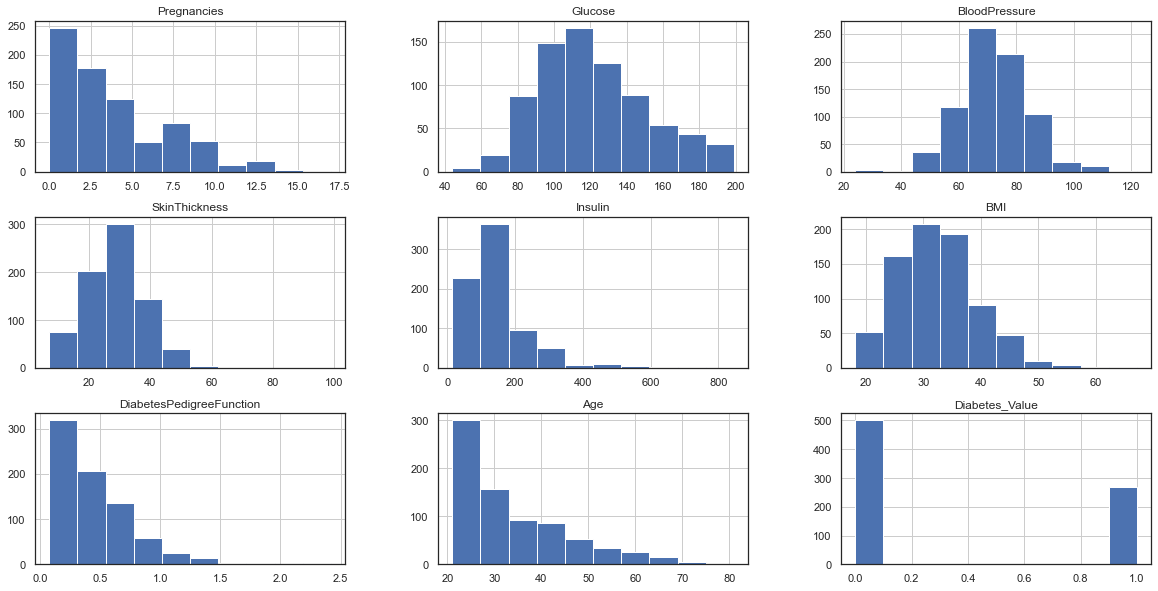 Pregnancies
250
200
150
100
50
0
0.0 2.5 5.0 7.5 10.0 12.5 15.0 17.5
Glucose
150
100
50
0
40 60 80 100 120 140 160 180 200
BloodPressure
250
200
150
100
50
0
20 40 60 80 100 120
SkinThickness
300
200
100
0
20 40 60 80 100
Insulin
300
200
100
0
0 200 400 600 800
BMI
200
150
100
50
0
20 30 40 50 60
DiabetesPedigreeFunction
300
200
100
0
0.0 0.5 1.0 1.5 2.0 2.5
Age
300
200
100
0
20 30 40 50 60 70 80
Diabetes_Value
500
400
300
200
100
0
0.0 0.2 0.4 0.6 0.8 1.0